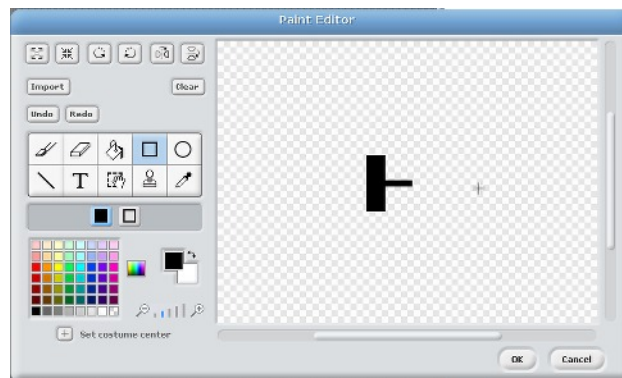 Paint Editor
Import Clear
Undo Redo
T
Set costume center
OK Cancel